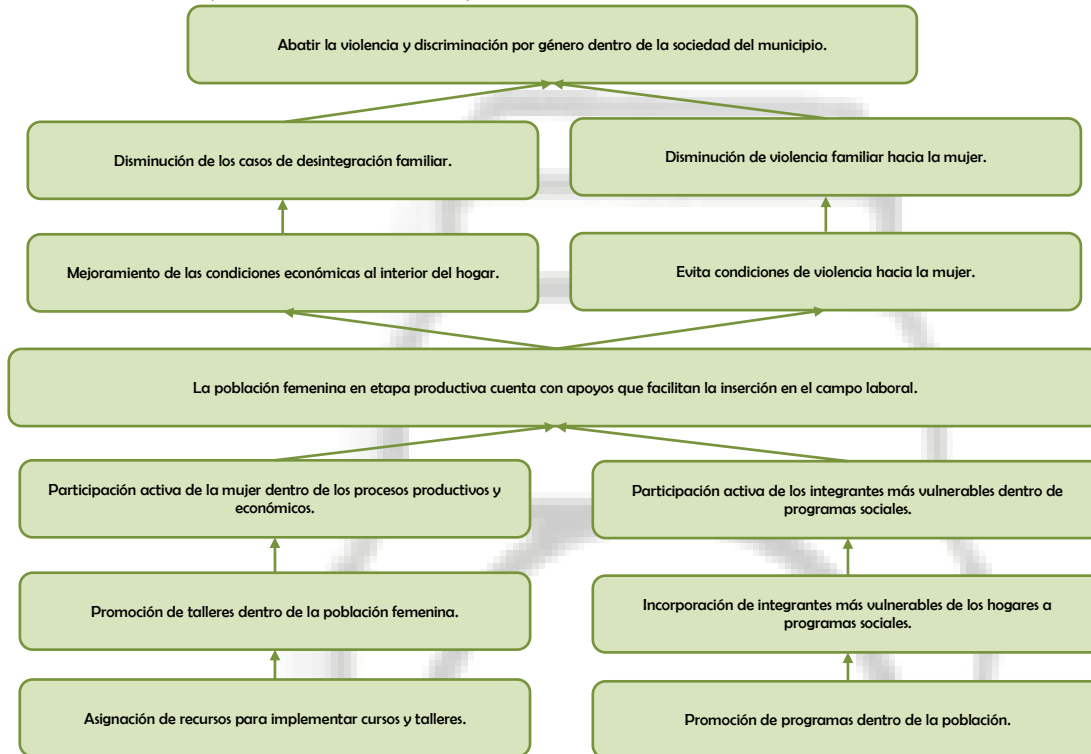 Abatir la violencia y discriminación por género dentro de la sociedad del municipio.
Disminución de los casos de desintegración familiar.
Disminución de violencia familiar hacia la mujer.
Mejoramiento de las condiciones económicas al interior del hogar.
Evita condiciones de violencia hacia la mujer.
La población femenina en etapa productiva cuenta con apoyos que facilitan la inserción en el campo laboral.
Participación activa de la mujer dentro de los procesos productivos y
económicos.
Participación activa de los integrantes más vulnerables dentro de
programas sociales.
Promoción de talleres dentro de la población femenina.
Incorporación de integrantes más vulnerables de los hogares a
programas sociales.
Asignación de recursos para implementar cursos y talleres.
Promoción de programas dentro de la población.